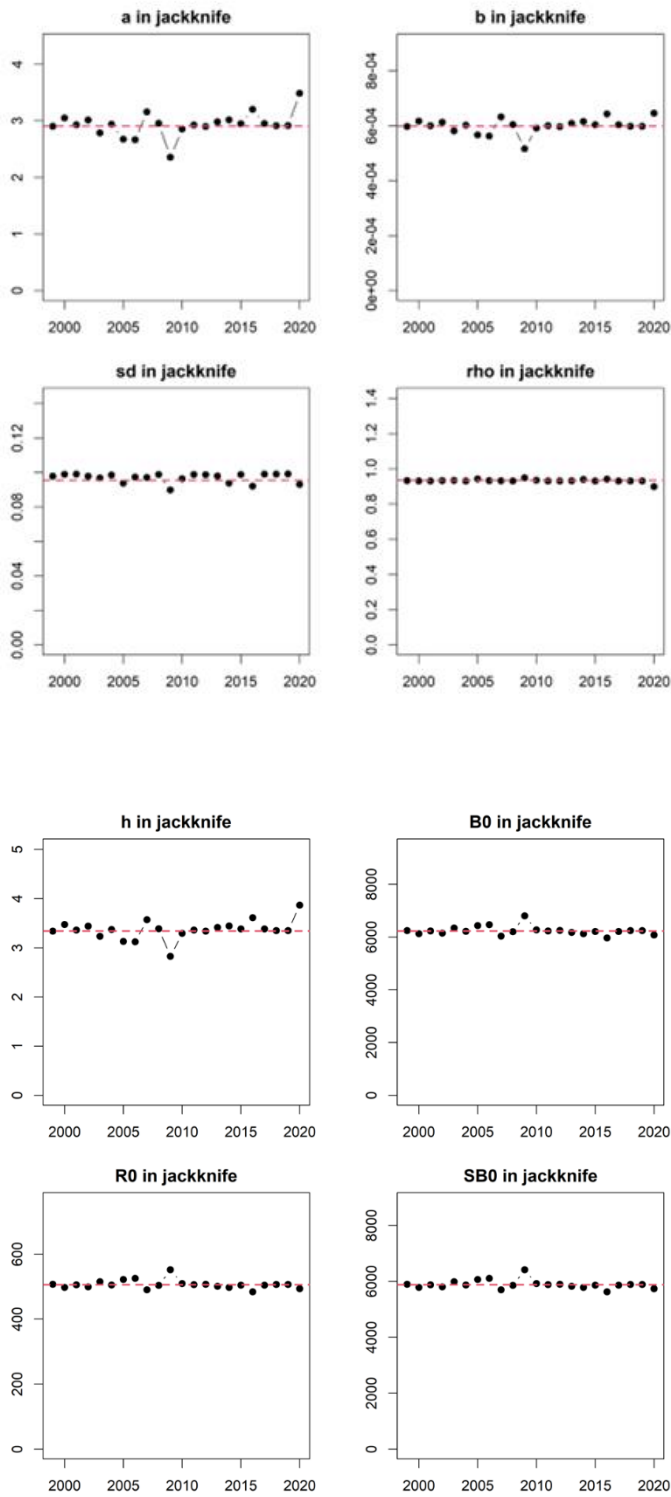 a in jackknife
4
3
2
1
0
2000 2005 2010 2015 2020
b in jackknife
8e-04
6e-04
4e-04
2e-04
0e+00
2000 2005 2010 2015 2020
sd in jackknife
0.12
0.08
0.04
0.00
2000 2005 2010 2015 2020
rho in jackknife
1.4
1.2
1.0
0.8
0.6
0.4
0.2
0.0
2000 2005 2010 2015 2020
h in jackknife
5
4
3
2
1
0
2000 2005 2010 2015 2020
B0 in jackknife
8000
6000
4000
2000
0
2000 2005 2010 2015 2020
R0 in jackknife
600
400
200
0
2000 2005 2010 2015 2020
SB0 in jackknife
8000
6000
4000
2000
0
2000 2005 2010 2015 2020